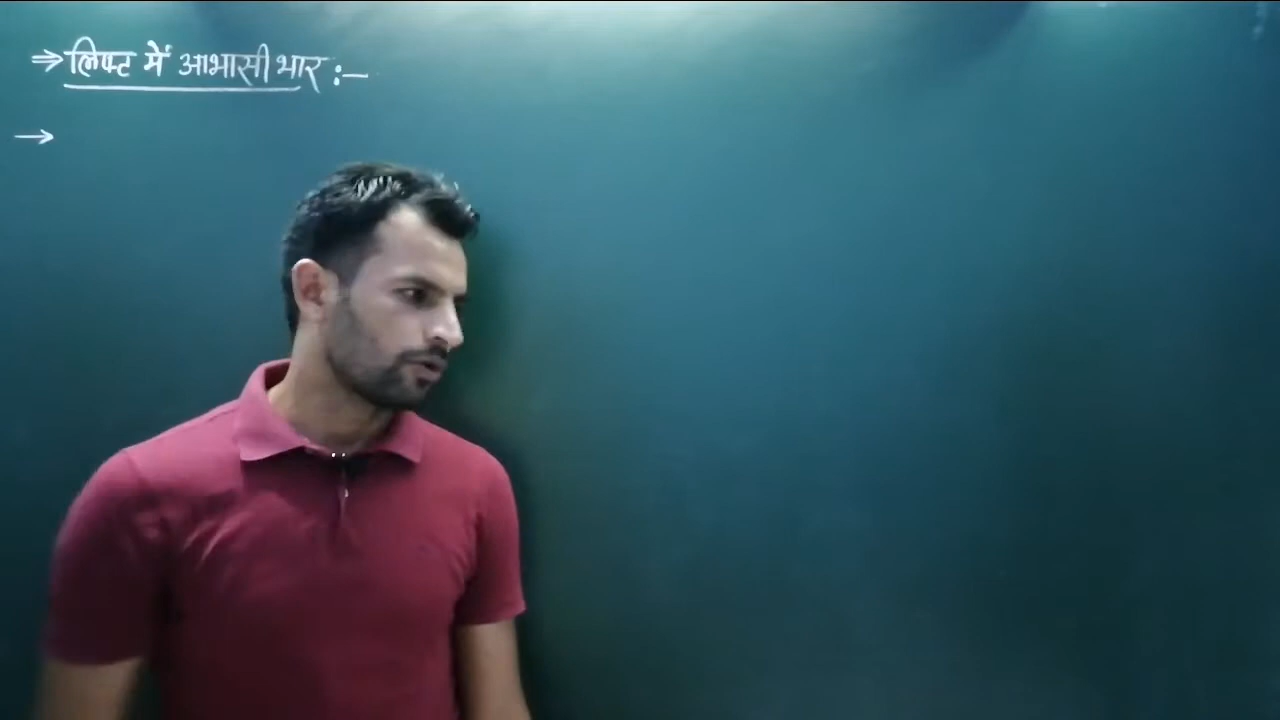 ⇒ लिफ्ट में आभासी भार :–
→